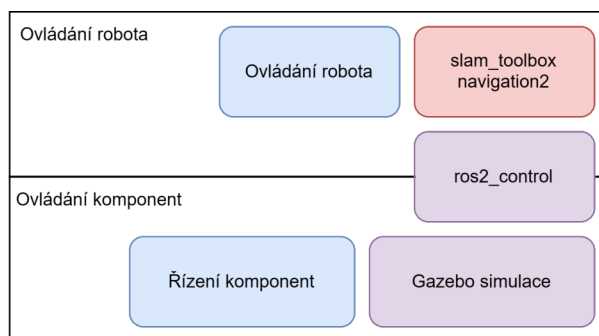 Ovládání robota
Ovládání robota
slam_toolbox
navigation2
ros2_control
Ovládání komponent
Řízení komponent
Gazebo simulace